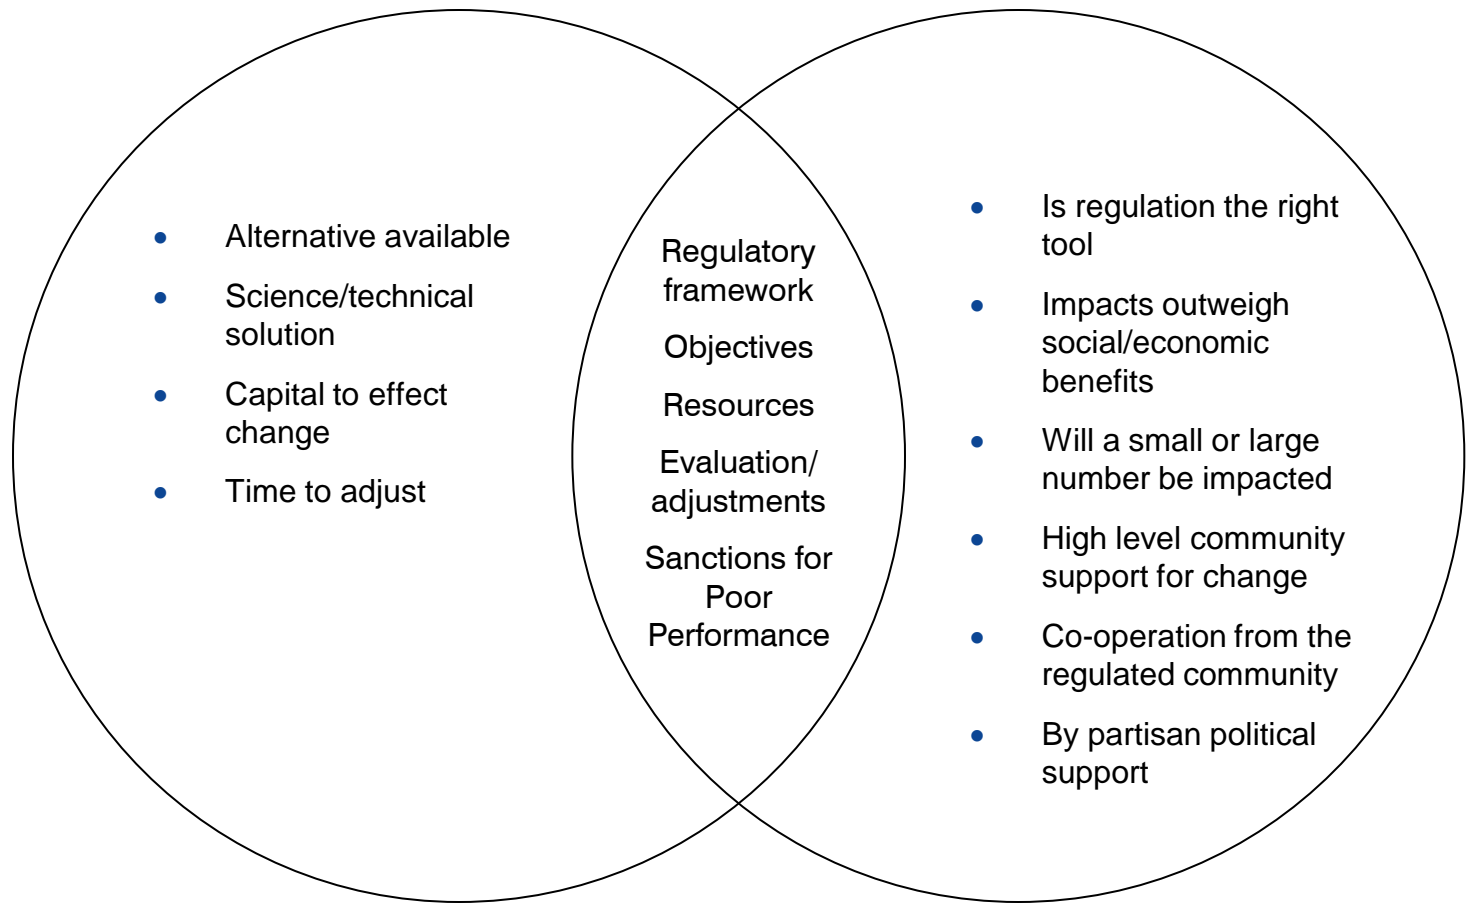 • Alternative available
• Science/technical
solution
• Capital to effect
change
• Time to adjust
Regulatory
framework
Objectives
Resources
Evaluation/
adjustments
Sanctions for
Poor
Performance
• Is regulation the right
tool
• Impacts outweigh
social/economic
benefits
• Will a small or large
number be impacted
• High level community
support for change
• Co-operation from the
regulated community
• By partisan political
support